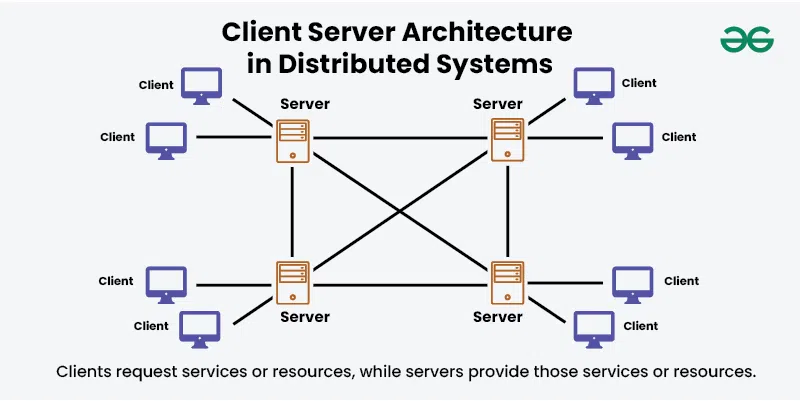 Client Server Architecture
in Distributed Systems
Client
Client
Server
Server
Client
Client
Client
Client
Server
Server
Client
Client
Clients request services or resources, while servers provide those services or resources.